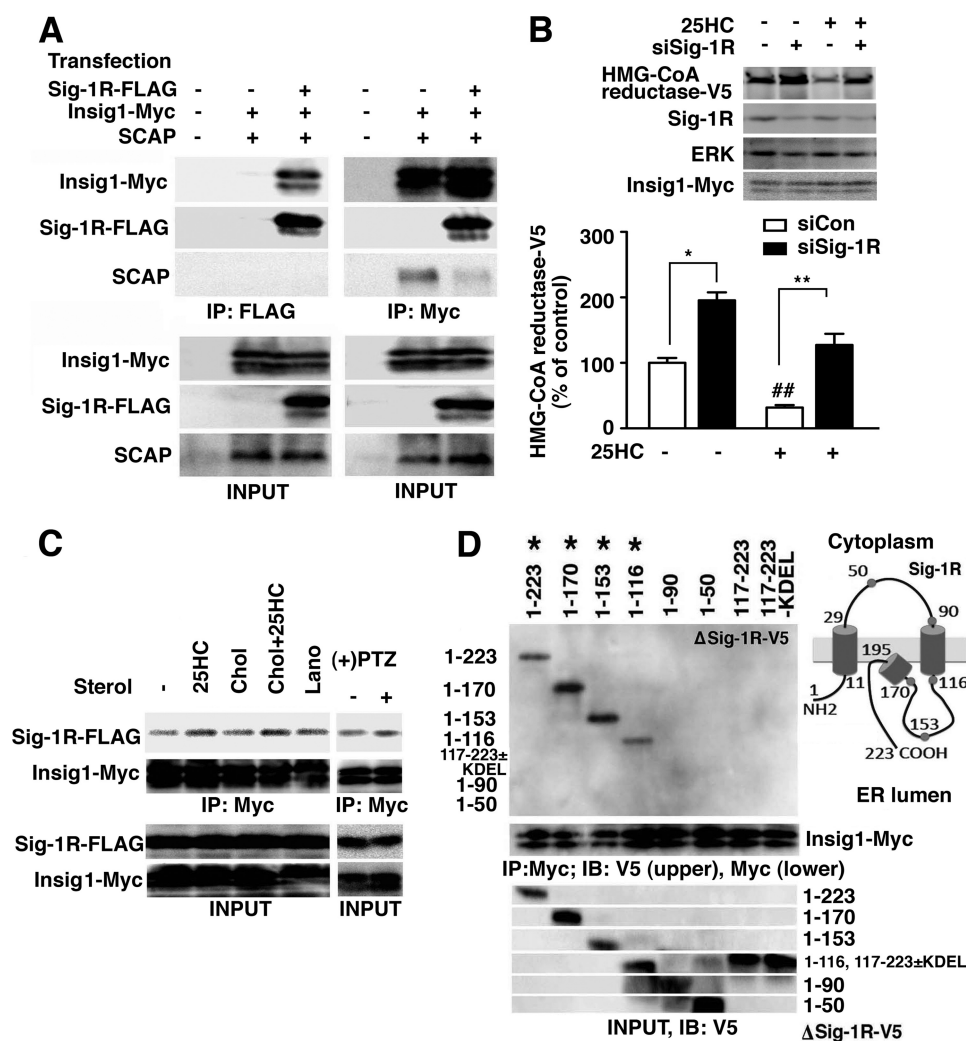 A
Transfection
Sig-1R-FLAG - - + - - +
Insig1-Myc - + + - + +
SCAP - + + - + +
Insig1-Myc
Sig-1R-FLAG
SCAP
IP: FLAG IP: Myc
Insig1-Myc
Sig-1R-FLAG
SCAP
INPUT INPUT
B
25HC - - + +
siSig-1R - + - +
HMG-CoA
reductase-V5
Sig-1R
ERK
Insig1-Myc
HMG-CoA reductase-V5
(% of control)
300
200
100
0
siCon
siSig-1R
*
**
##
25HC - - + +
C
Sterol - 25HC Chol Chol+25HC Lano
(+)PTZ
- +
Sig-1R-FLAG
Insig1-Myc
IP: Myc IP: Myc
Sig-1R-FLAG
Insig1-Myc
INPUT INPUT
D
* * * *
1-223 1-170 1-153 1-116 1-90 1-50 117-223 117-223
-KDEL
ΔSig-1R-V5
1-223
1-170
1-153
1-116
117-223±
KDEL
1-90
1-50
Insig1-Myc
IP:Myc; IB: V5 (upper), Myc (lower)
1-223
1-170
1-153
1-116, 117-223±KDEL
1-90
1-50
INPUT, IB: V5
ΔSig-1R-V5
Cytoplasm
Sig-1R
50
29
90
195
1
NH2
11
170
116
153
223
COOH
ER lumen